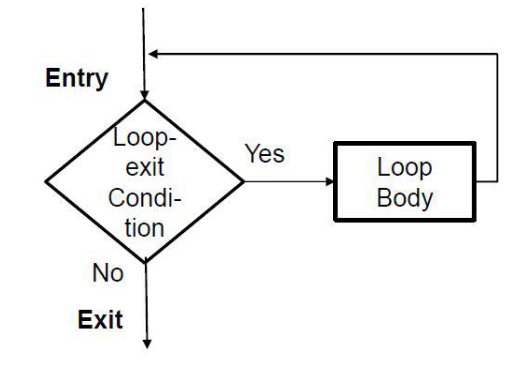 Entry
Loop-
exit
Condi-
tion
Yes
Loop
Body
No
Exit